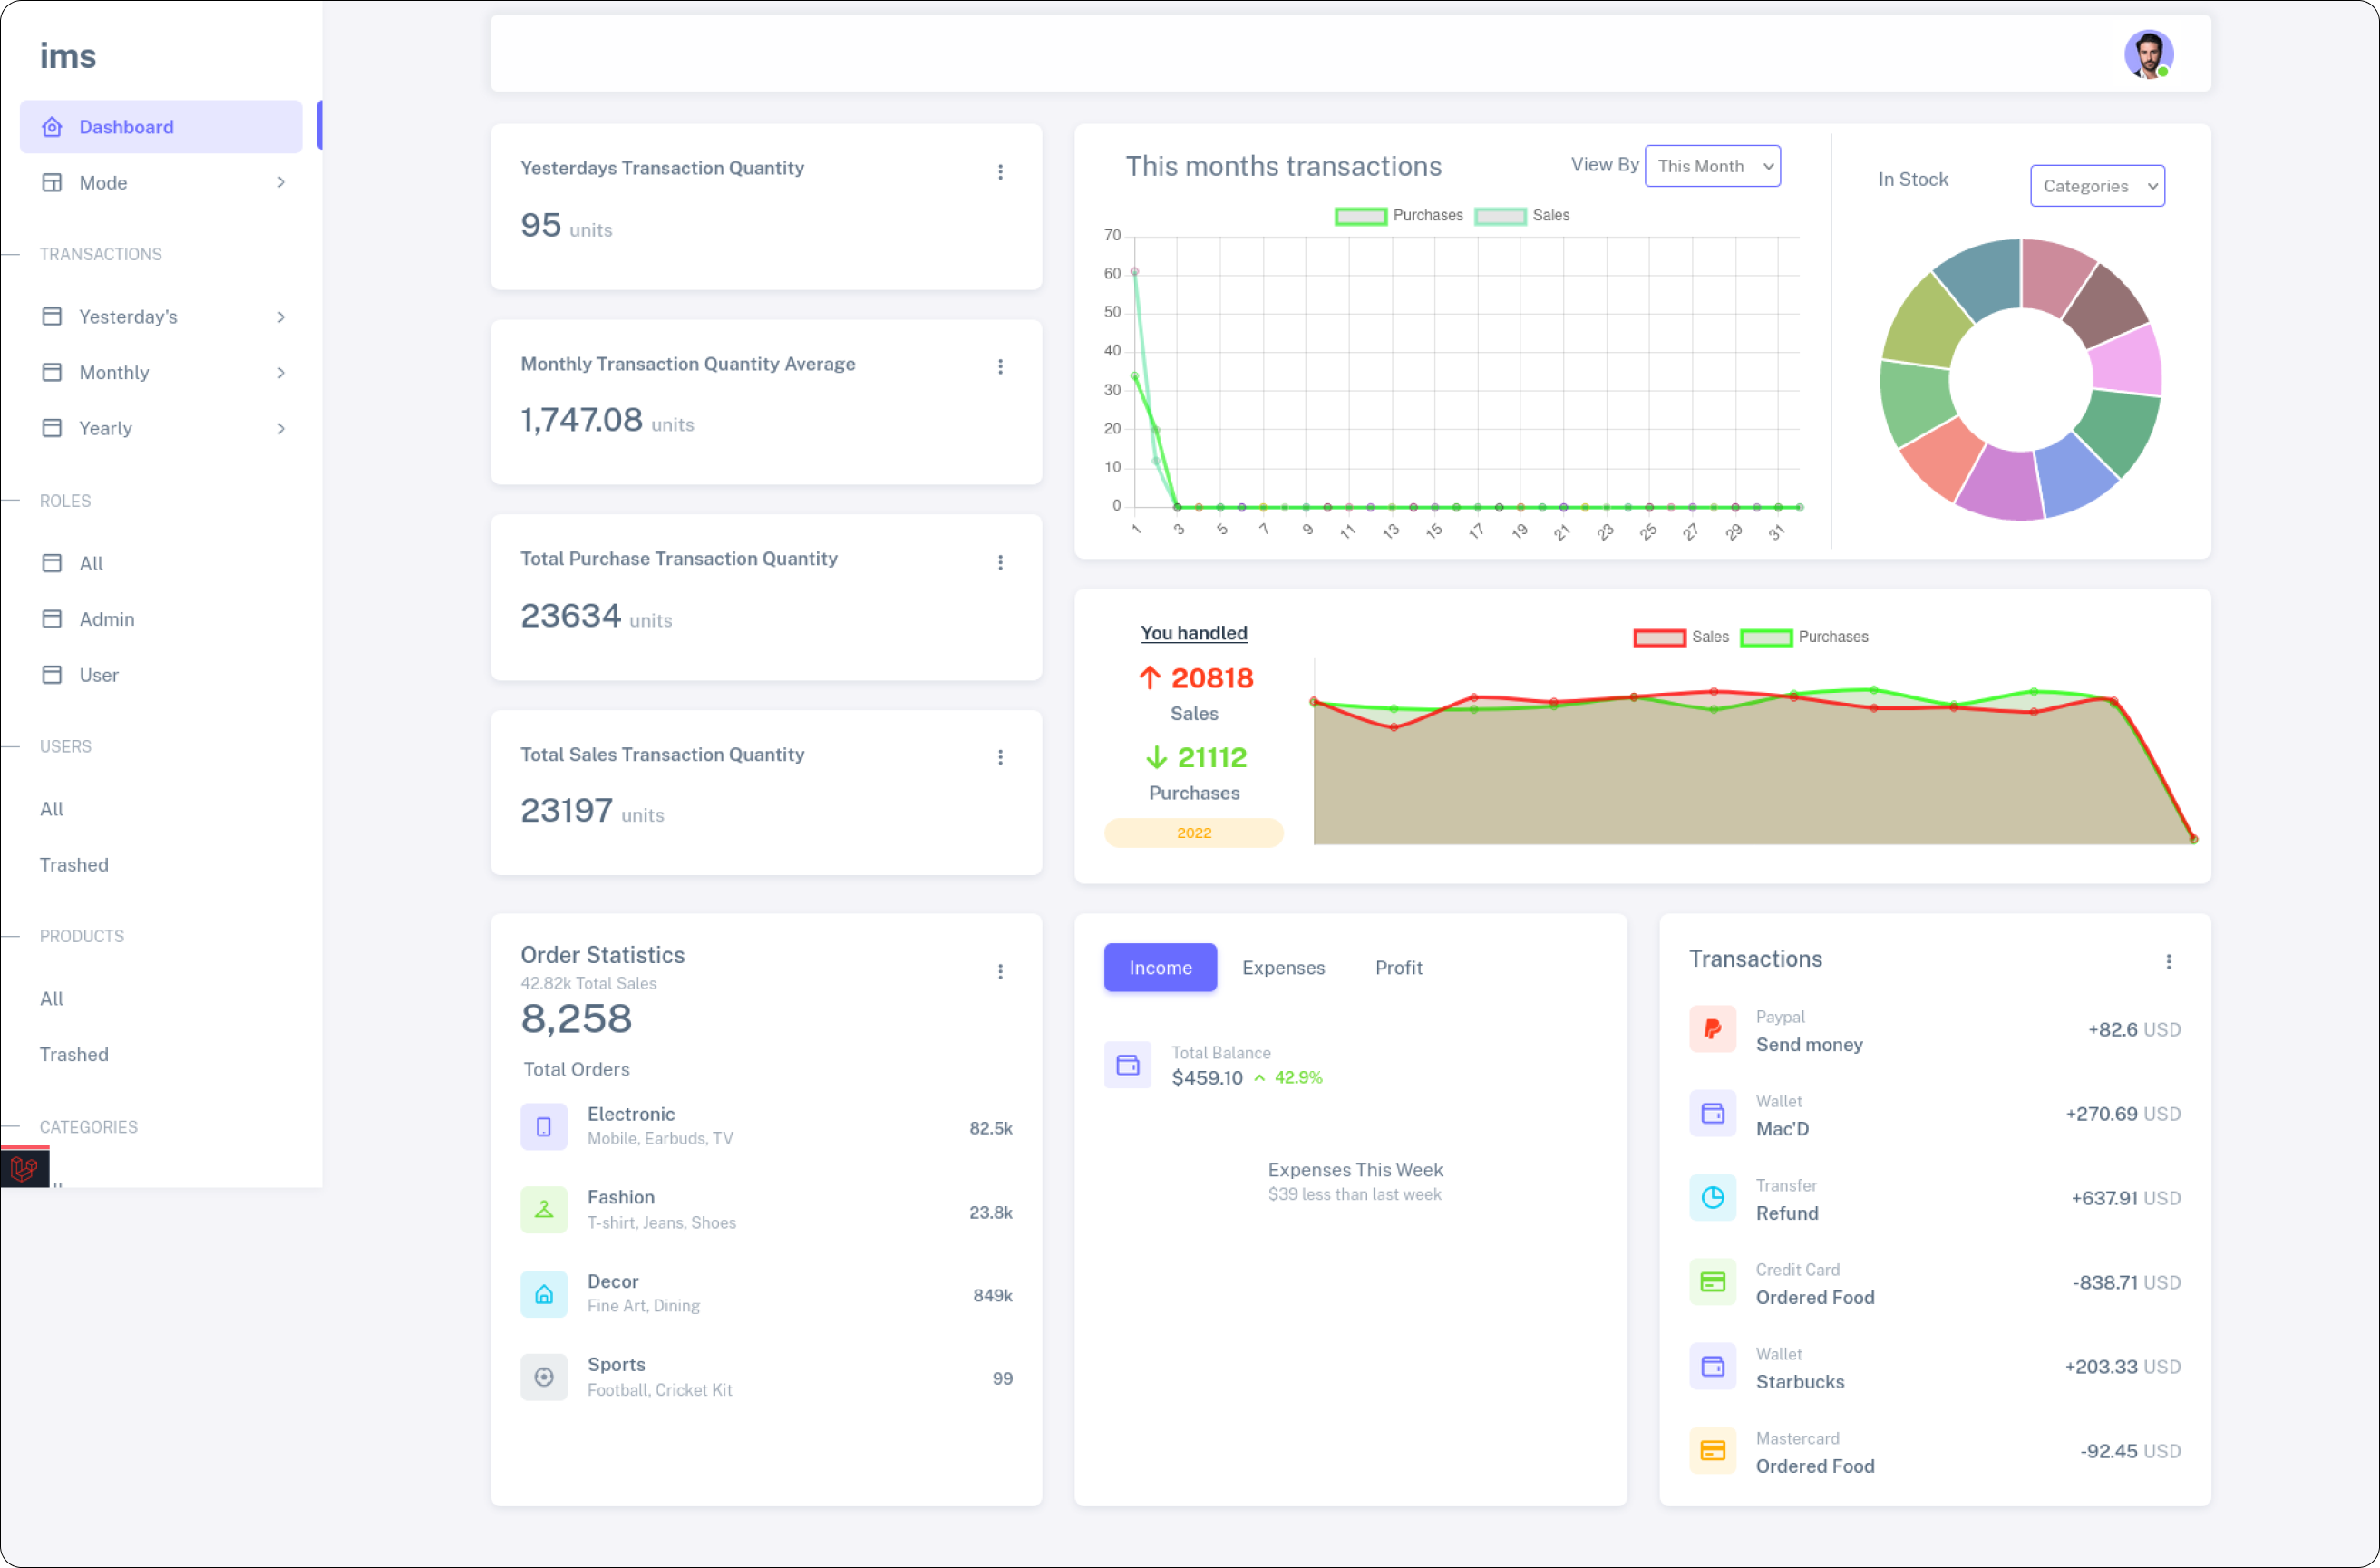 ims
Dashboard
Mode
TRANSACTIONS
Yesterday's
Monthly
Yearly
ROLES
All
Admin
User
USERS
All
Trashed
PRODUCTS
All
Trashed
CATEGORIES
Yesterdays Transaction Quantity
95 units
Monthly Transaction Quantity Average
1,747.08 units
Total Purchase Transaction Quantity
23634 units
Total Sales Transaction Quantity
23197 units
This months transactions
View By This Month
Purchases Sales
70
60
50
40
30
20
10
0
1 3 5 7 9 11 13 15 17 19 21 23 25 27 29 31
In Stock Categories
You handled
20818
Sales
21112
Purchases
2022
Sales Purchases
Order Statistics
42.82k Total Sales
8,258
Total Orders
Electronic
Mobile, Earbuds, TV
82.5k
Fashion
T-shirt, Jeans, Shoes
23.8k
Decor
Fine Art, Dining
849k
Sports
Football, Cricket Kit
99
Income Expenses Profit
Total Balance
$459.10 42.9%
Expenses This Week
$39 less than last week
Transactions
Paypal
Send money
+82.6 USD
Wallet
Mac'D
+270.69 USD
Transfer
Refund
+637.91 USD
Credit Card
Ordered Food
-838.71 USD
Wallet
Starbucks
+203.33 USD
Mastercard
Ordered Food
-92.45 USD